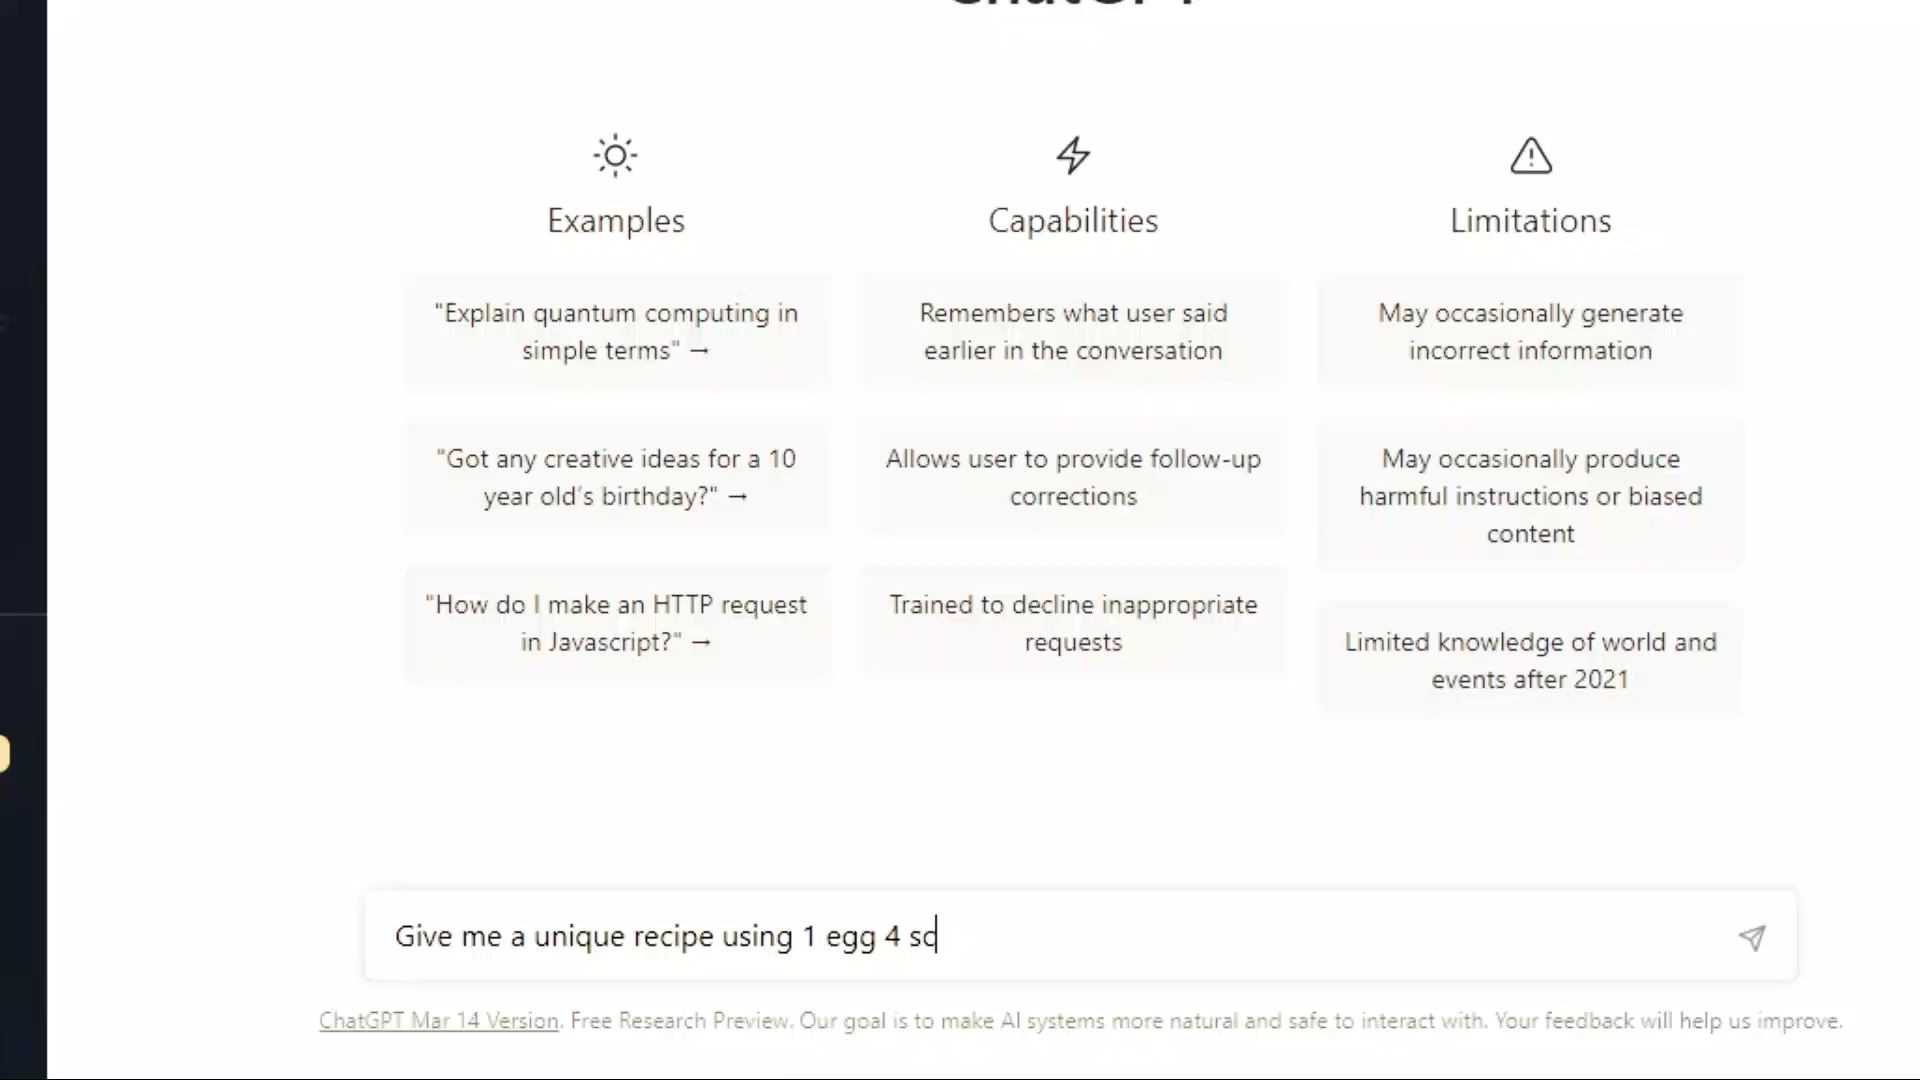 ChatGPT
Examples
"Explain quantum computing in
simple terms" →
"Got any creative ideas for a 10
year old's birthday?" →
"How do I make an HTTP request
in Javascript?" →
Capabilities
Remembers what user said
earlier in the conversation
Allows user to provide follow-up
corrections
Trained to decline inappropriate
requests
Limitations
May occasionally generate
incorrect information
May occasionally produce
harmful instructions or biased
content
Limited knowledge of world and
events after 2021
Give me a unique recipe using 1 egg 4 sc
ChatGPT Mar 14 Version. Free Research Preview. Our goal is to make AI systems more natural and safe to interact with. Your feedback will help us improve.